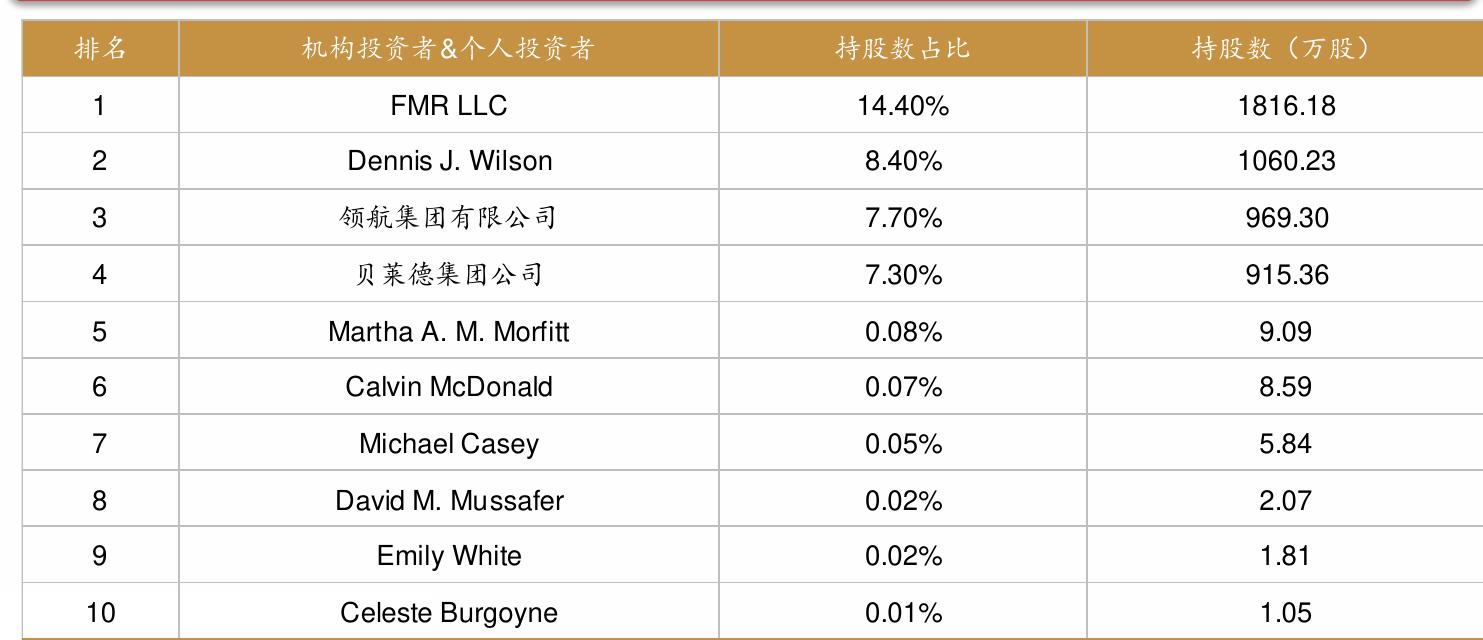 排名 机构投资者&个人投资者 持股数占比 持股数（万股）
1 FMR LLC 14.40% 1816.18
2 Dennis J. Wilson 8.40% 1060.23
3 领航集团有限公司 7.70% 969.30
4 贝莱德集团公司 7.30% 915.36
5 Martha A. M. Morfitt 0.08% 9.09
6 Calvin McDonald 0.07% 8.59
7 Michael Casey 0.05% 5.84
8 David M. Mussafer 0.02% 2.07
9 Emily White 0.02% 1.81
10 Celeste Burgoyne 0.01% 1.05